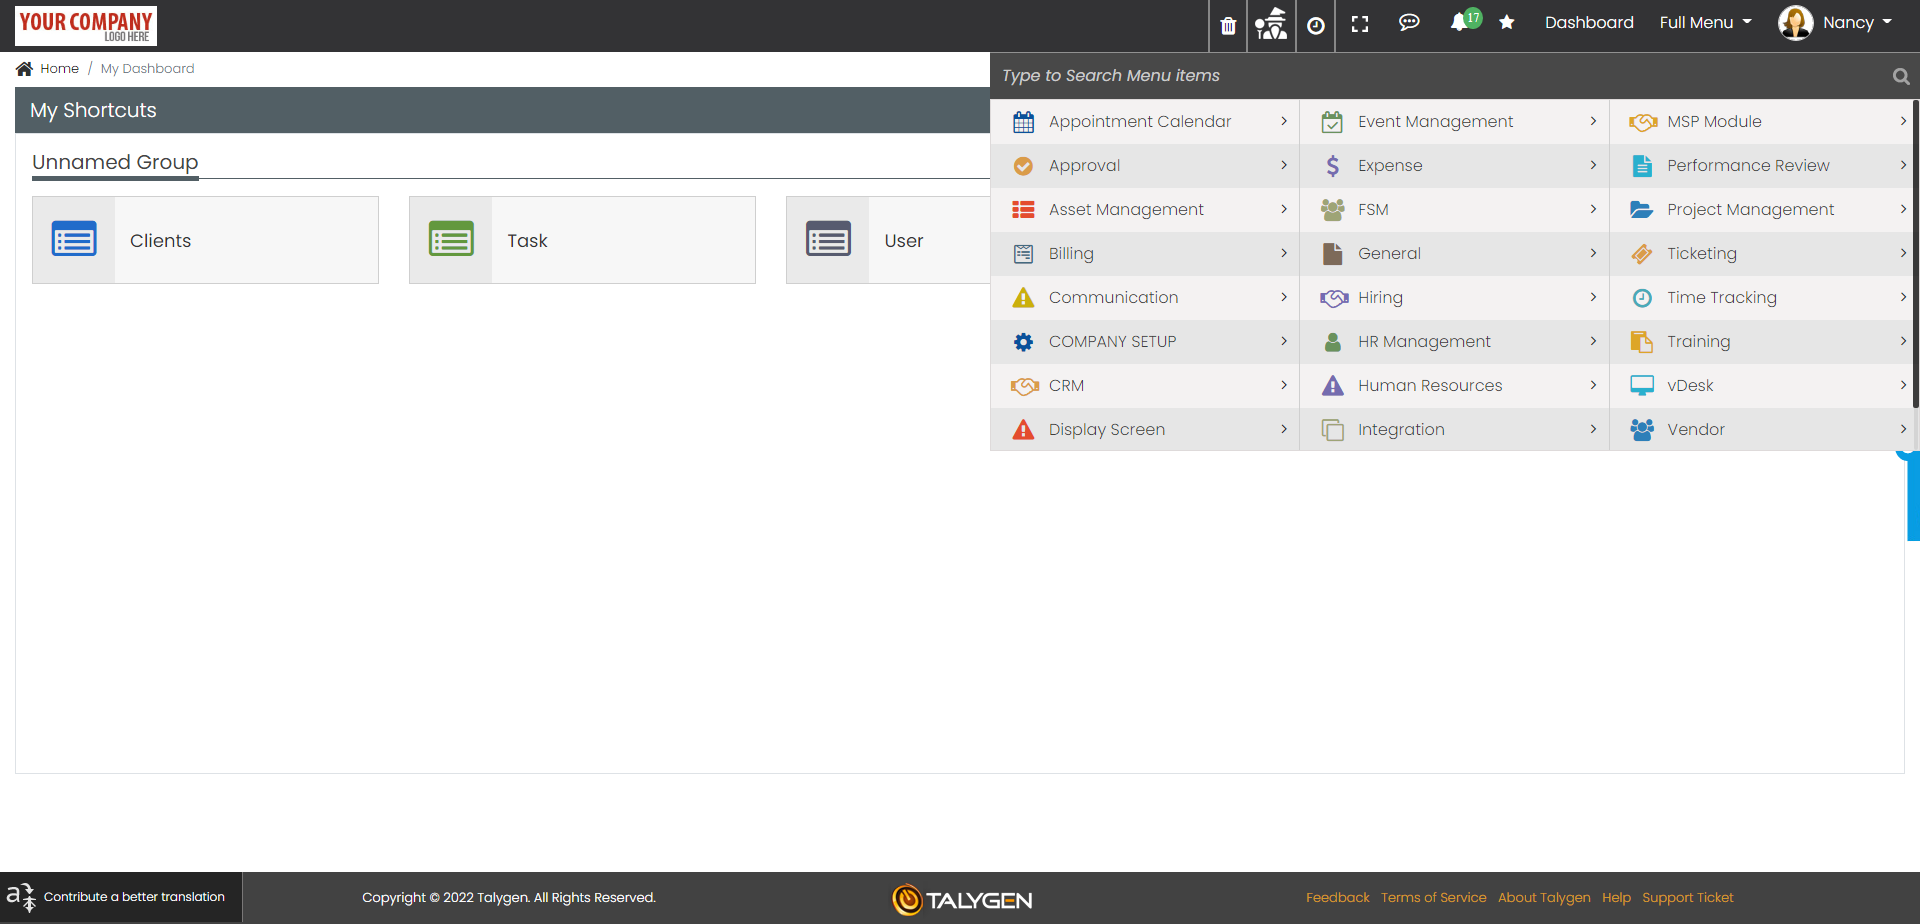 YOUR COMPANY
LOGO HERE
17
Dashboard
Full Menu
Nancy
Home / My Dashboard
Type to Search Menu items
My Shortcuts
Unnamed Group
Clients
Task
User
Appointment Calendar
Event Management
MSP Module
Approval
Expense
Performance Review
Asset Management
FSM
Project Management
Billing
General
Ticketing
Communication
Hiring
Time Tracking
COMPANY SETUP
HR Management
Training
CRM
Human Resources
vDesk
Display Screen
Integration
Vendor
Contribute a better translation
Copyright © 2022 Talygen. All Rights Reserved.
TALYGEN
Feedback
Terms of Service
About Talygen
Help
Support Ticket